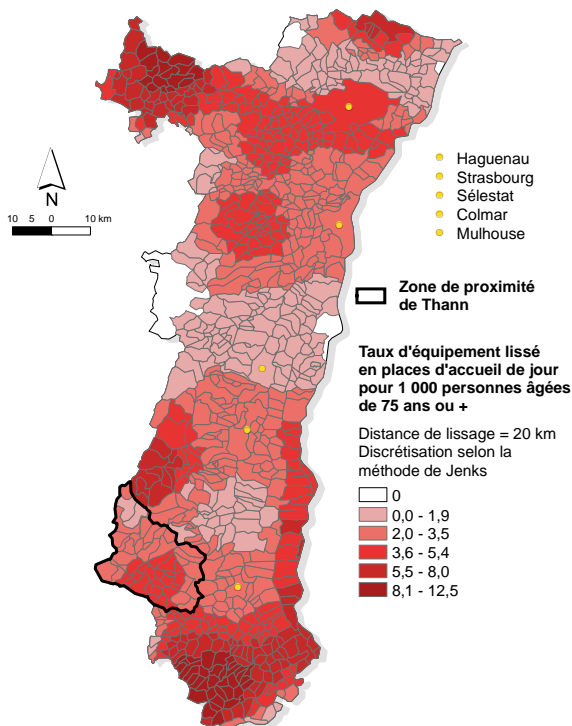 Haguenau
Strasbourg
Sélestat
Colmar
Mulhouse
N
10 5 0 10 km
Zone de proximité
de Thann
Taux d'équipement lissé
en places d'accueil de jour
pour 1 000 personnes âgées
de 75 ans ou +
Distance de lissage = 20 km
Discrétisation selon la
méthode de Jenks
0
0,0 - 1,9
2,0 - 3,5
3,6 - 5,4
5,5 - 8,0
8,1 - 12,5